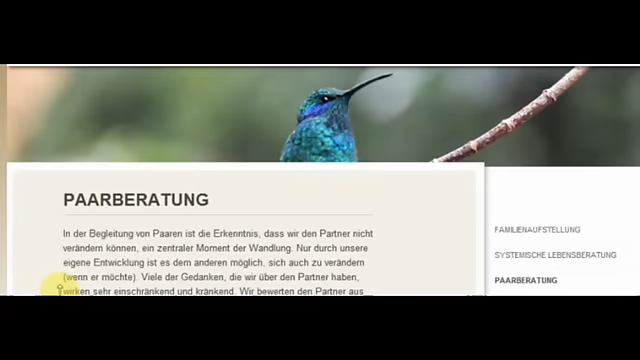 PAARBERATUNG
In der Begleitung von Paaren ist die Erkenntnis, dass wir den Partner nicht
verändern können, ein zentraler Moment der Wandlung. Nur durch unsere
eigene Entwicklung ist es dem anderen möglich, sich auch zu verändern
(wenn er möchte). Viele der Gedanken, die wir über den Partner haben,
wirken sehr einschränkend und kränkend. Wir bewerten den Partner aus
FAMILIENAUFSTELLUNG
SYSTEMISCHE LEBENSBERATUNG
PAARBERATUNG